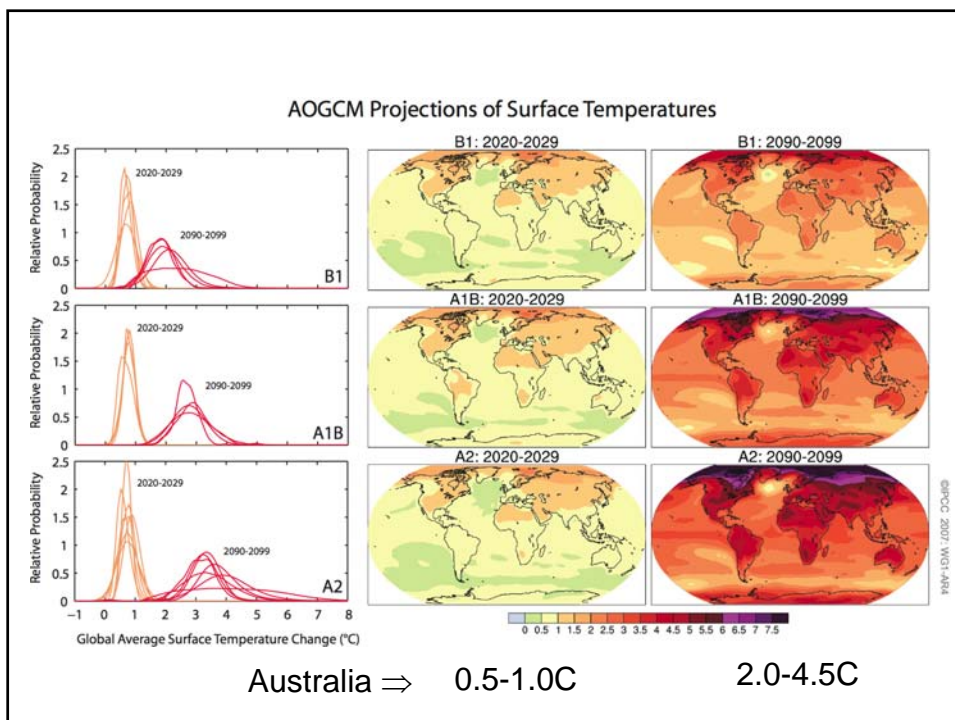 AOGCM Projections of Surface Temperatures
2.5
2
1.5
1
0.5
0
Relative Probability
2020-2029
2090-2099
B1
B1: 2020-2029
B1: 2090-2099
2.5
2
1.5
1
0.5
0
Relative Probability
2020-2029
2090-2099
A1B
A1B: 2020-2029
A1B: 2090-2099
2.5
2
1.5
1
0.5
0
Relative Probability
2020-2029
2090-2099
A2
A2: 2020-2029
A2: 2090-2099
−1 0 1 2 3 4 5 6 7 8
Global Average Surface Temperature Change (°C)
0 0.5 1 1.5 2 2.5 3 3.5 4 4.5 5 5.5 6 6.5 7 7.5
©IPCC 2007: WG1-AR4
Australia ⇒ 0.5-1.0C 2.0-4.5C